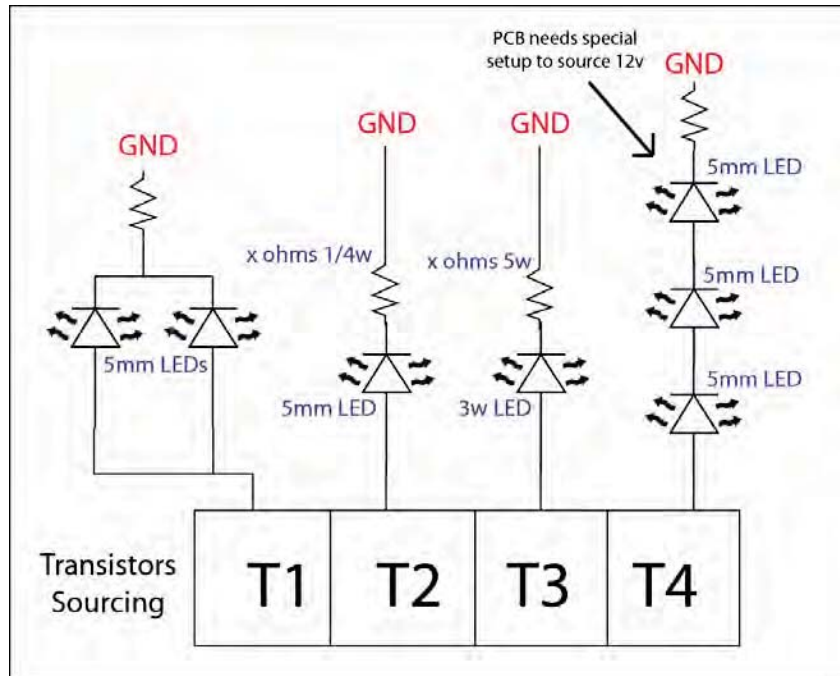 PCB needs special
setup to source 12v
GND
GND
GND
GND
5mm LED
x ohms 1/4w
x ohms 5w
5mm LED
5mm LEDs
5mm LED
3w LED
5mm LED
Transistors
Sourcing
T1
T2
T3
T4